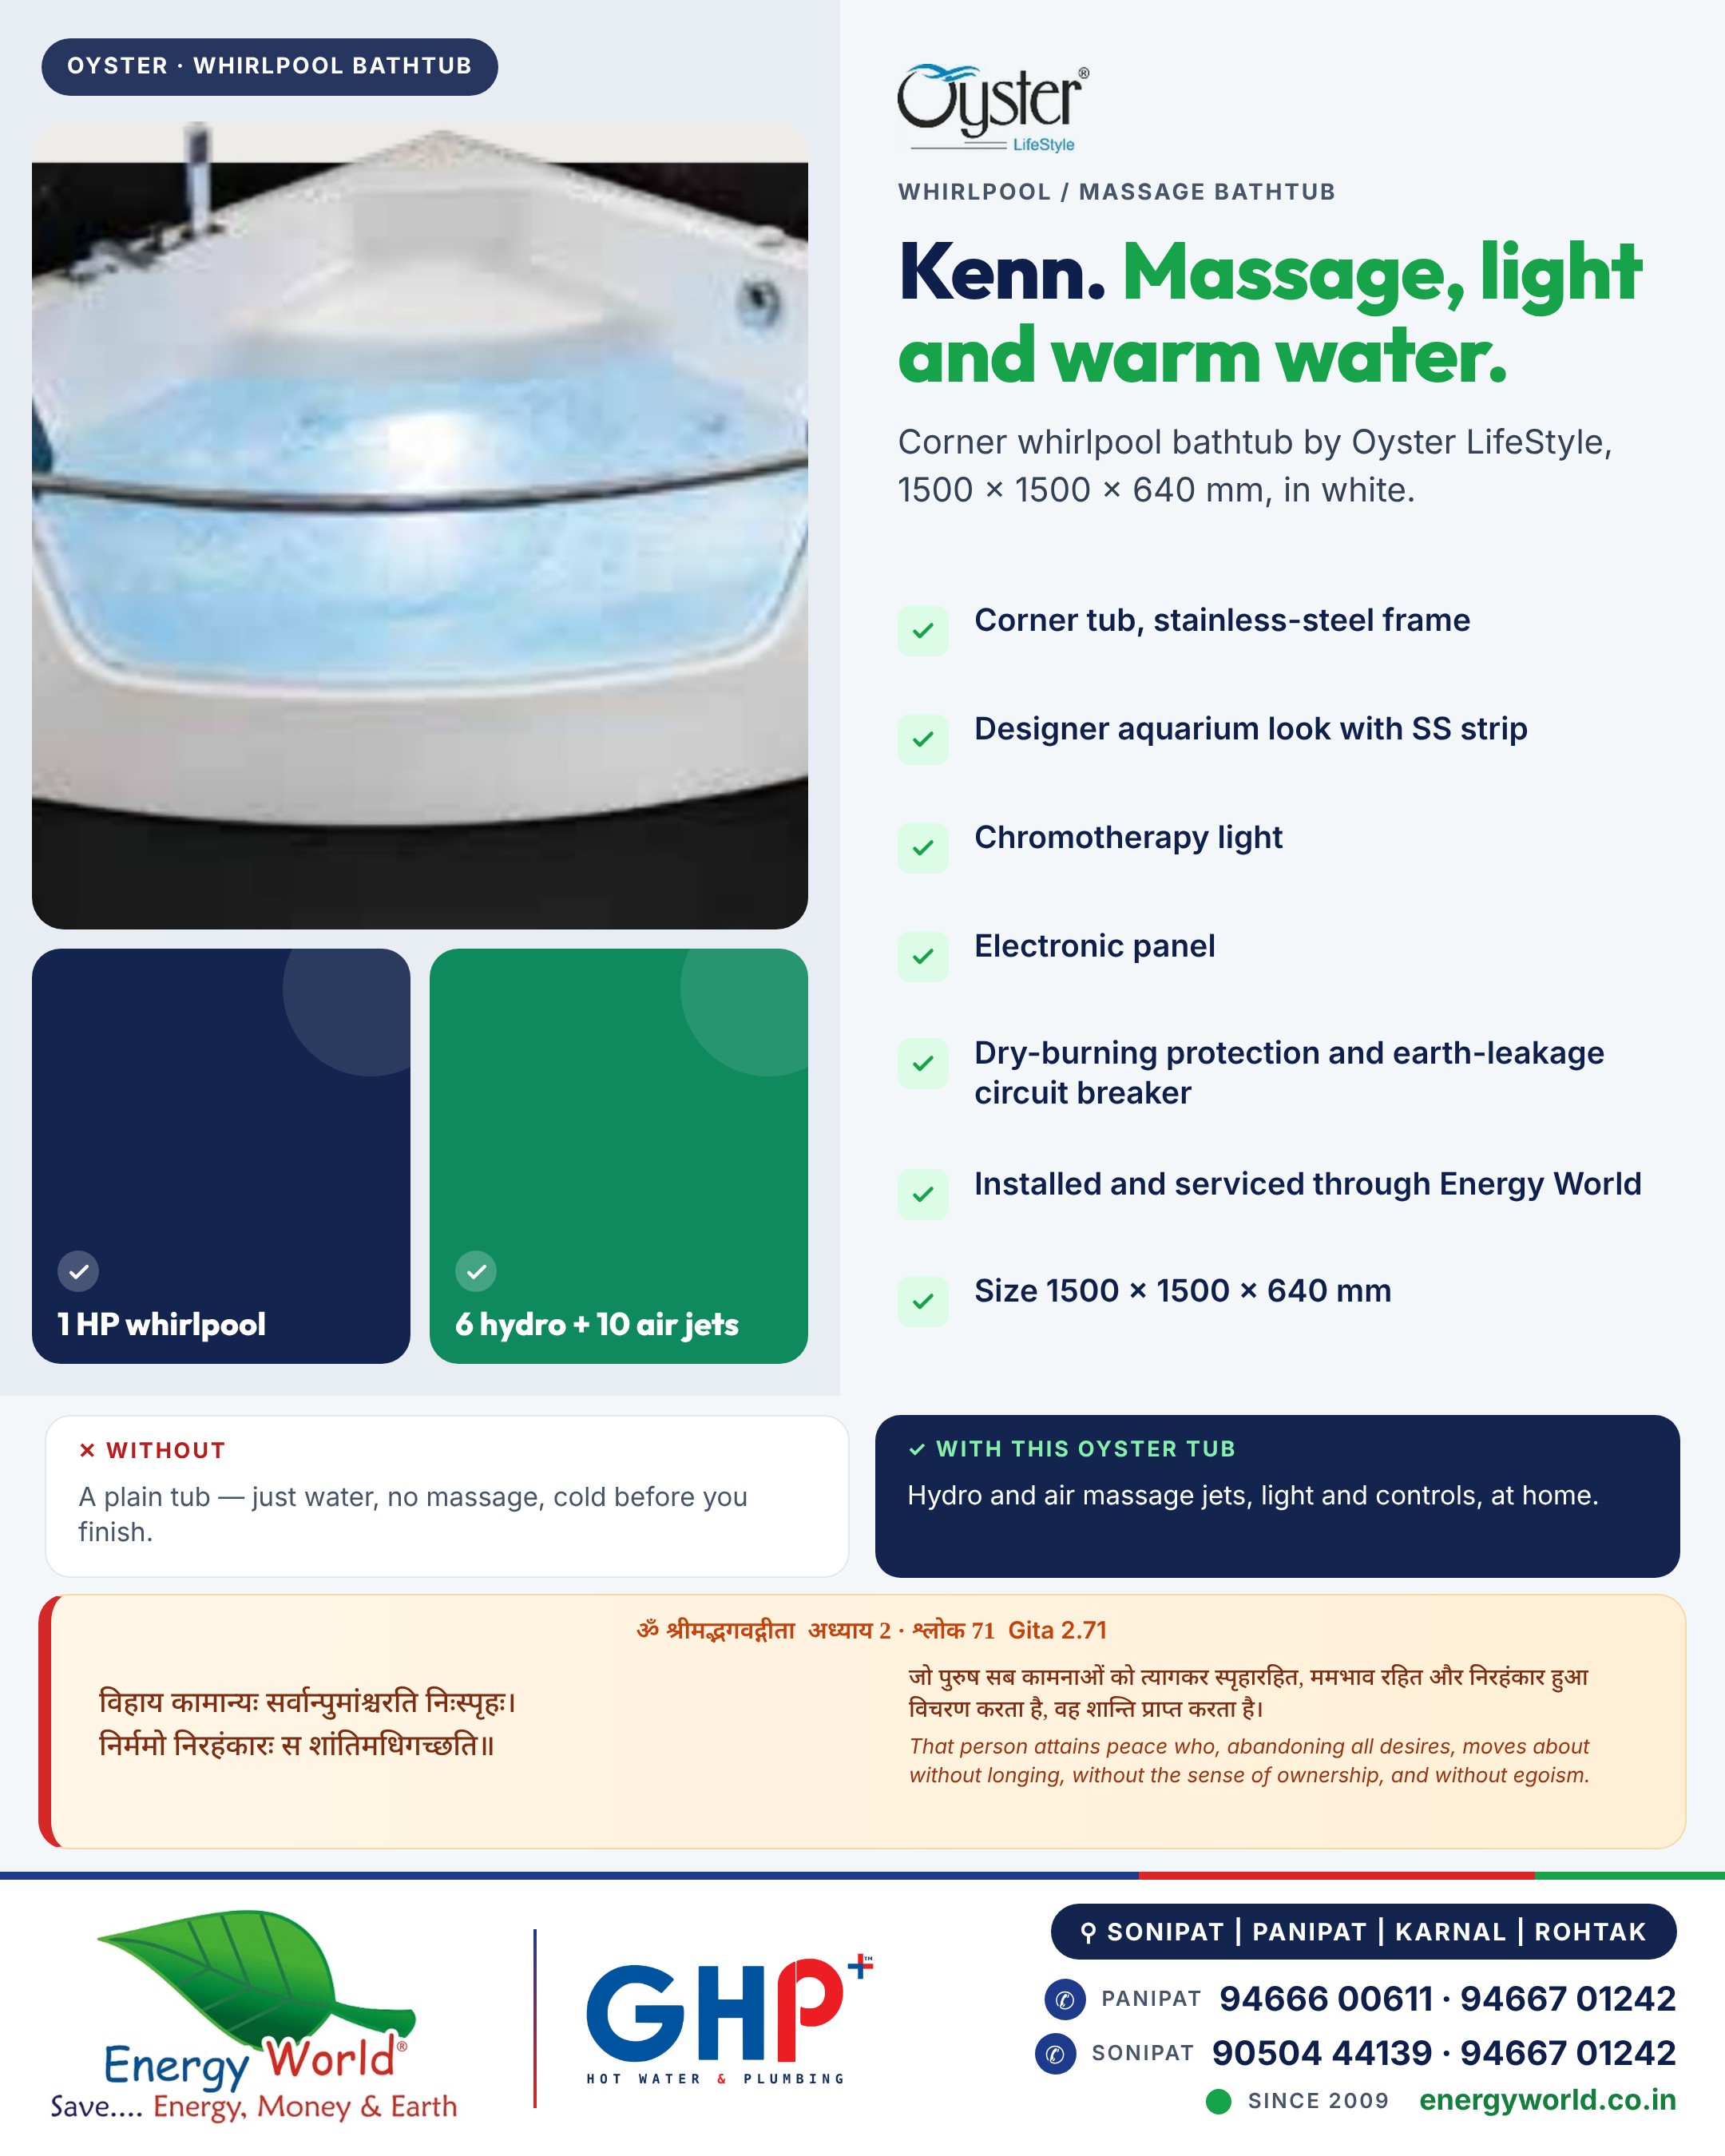 OYSTER · WHIRLPOOL BATHTUB
Oyster®
LifeStyle
WHIRLPOOL / MASSAGE BATHTUB
Kenn. Massage, light
and warm water.
Corner whirlpool bathtub by Oyster LifeStyle,
1500 × 1500 × 640 mm, in white.
✓ Corner tub, stainless-steel frame
✓ Designer aquarium look with SS strip
✓ Chromotherapy light
✓ Electronic panel
✓ Dry-burning protection and earth-leakage
circuit breaker
✓ Installed and serviced through Energy World
✓ Size 1500 × 1500 × 640 mm
✓
1 HP whirlpool
✓
6 hydro + 10 air jets
✕ WITHOUT
A plain tub — just water, no massage, cold before you
finish.
✓ WITH THIS OYSTER TUB
Hydro and air massage jets, light and controls, at home.
ॐ श्रीमद्भगवद्गीता अध्याय 2 · श्लोक 71 Gita 2.71
विहाय कामान्यः सर्वान्पुमांश्चरति निःस्पृहः।
निर्ममो निरहंकारः स शांतिमधिगच्छति॥
जो पुरुष सब कामनाओं को त्यागकर स्पृहारहित, ममभाव रहित और निरहंकार हुआ
विचरण करता है, वह शान्ति प्राप्त करता है।
That person attains peace who, abandoning all desires, moves about
without longing, without the sense of ownership, and without egoism.
Energy World®
Save.... Energy, Money & Earth
GHP+™
HOT WATER & PLUMBING
SONIPAT | PANIPAT | KARNAL | ROHTAK
PANIPAT 94666 00611 · 94667 01242
SONIPAT 90504 44139 · 94667 01242
SINCE 2009 energyworld.co.in